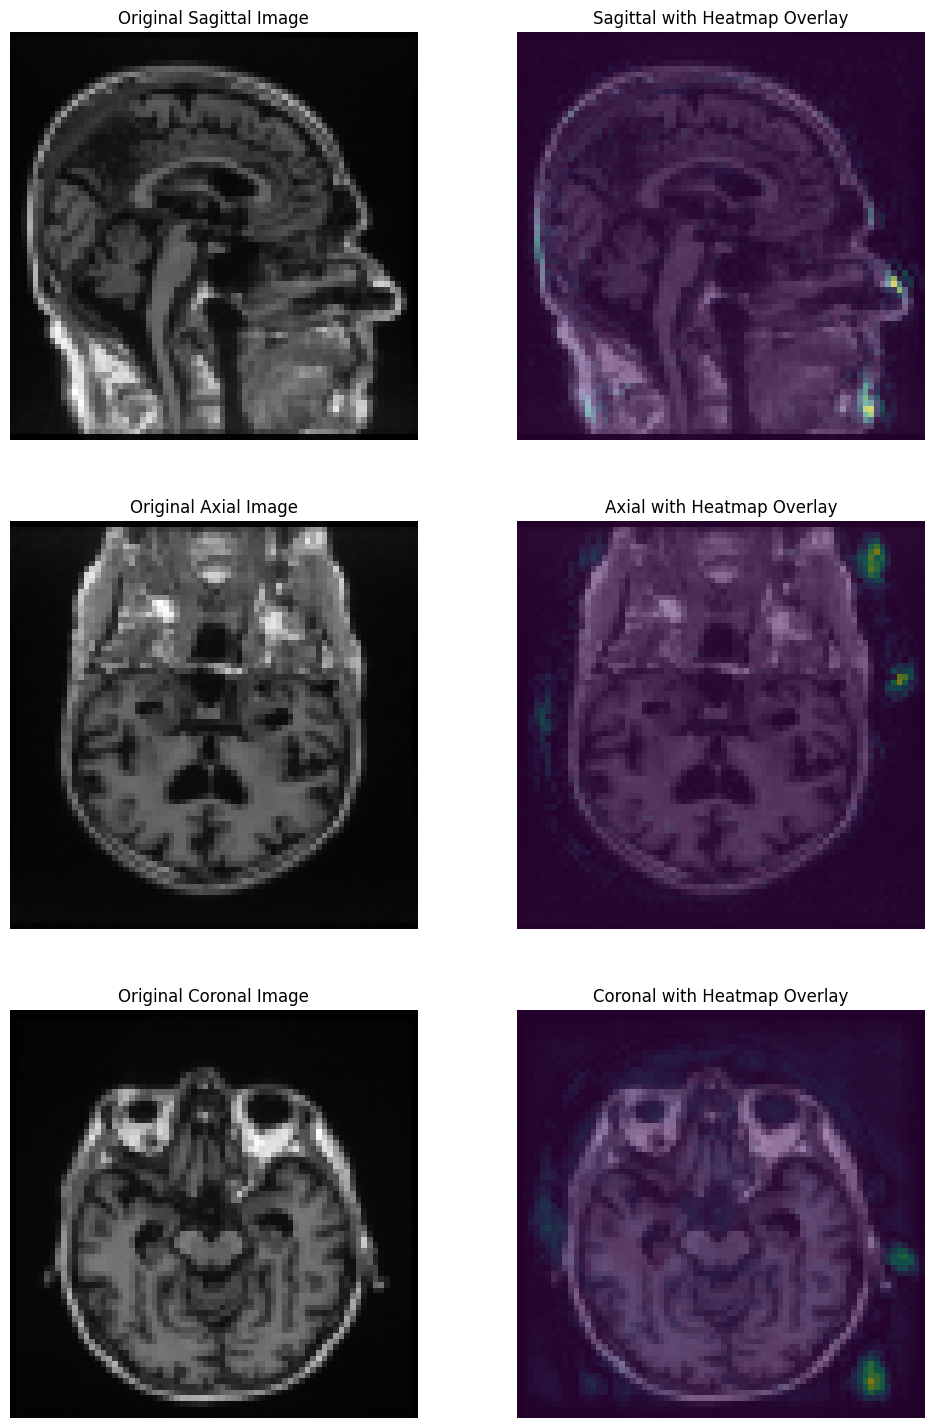 Original Sagittal Image
Sagittal with Heatmap Overlay
Original Axial Image
Axial with Heatmap Overlay
Original Coronal Image
Coronal with Heatmap Overlay